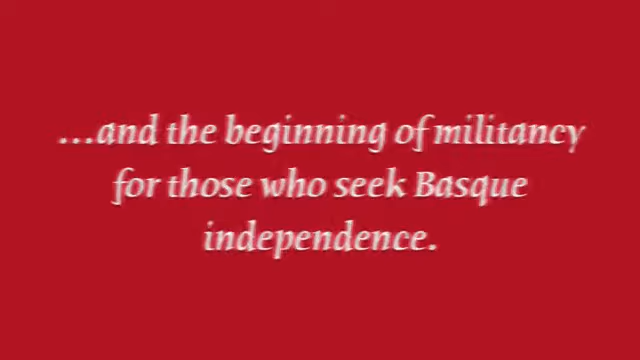 ...and the beginning of militancy
for those who seek Basque
independence.